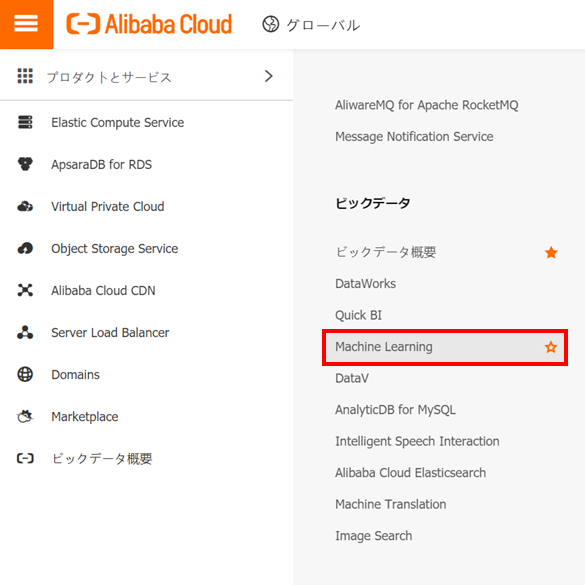 Alibaba Cloud
グローバル
プロダクトとサービス
Elastic Compute Service
ApsaraDB for RDS
Virtual Private Cloud
Object Storage Service
Alibaba Cloud CDN
Server Load Balancer
Domains
Marketplace
ビックデータ概要
AliwareMQ for Apache RocketMQ
Message Notification Service
ビックデータ
ビックデータ概要
DataWorks
Quick BI
Machine Learning
DataV
AnalyticDB for MySQL
Intelligent Speech Interaction
Alibaba Cloud Elasticsearch
Machine Translation
Image Search